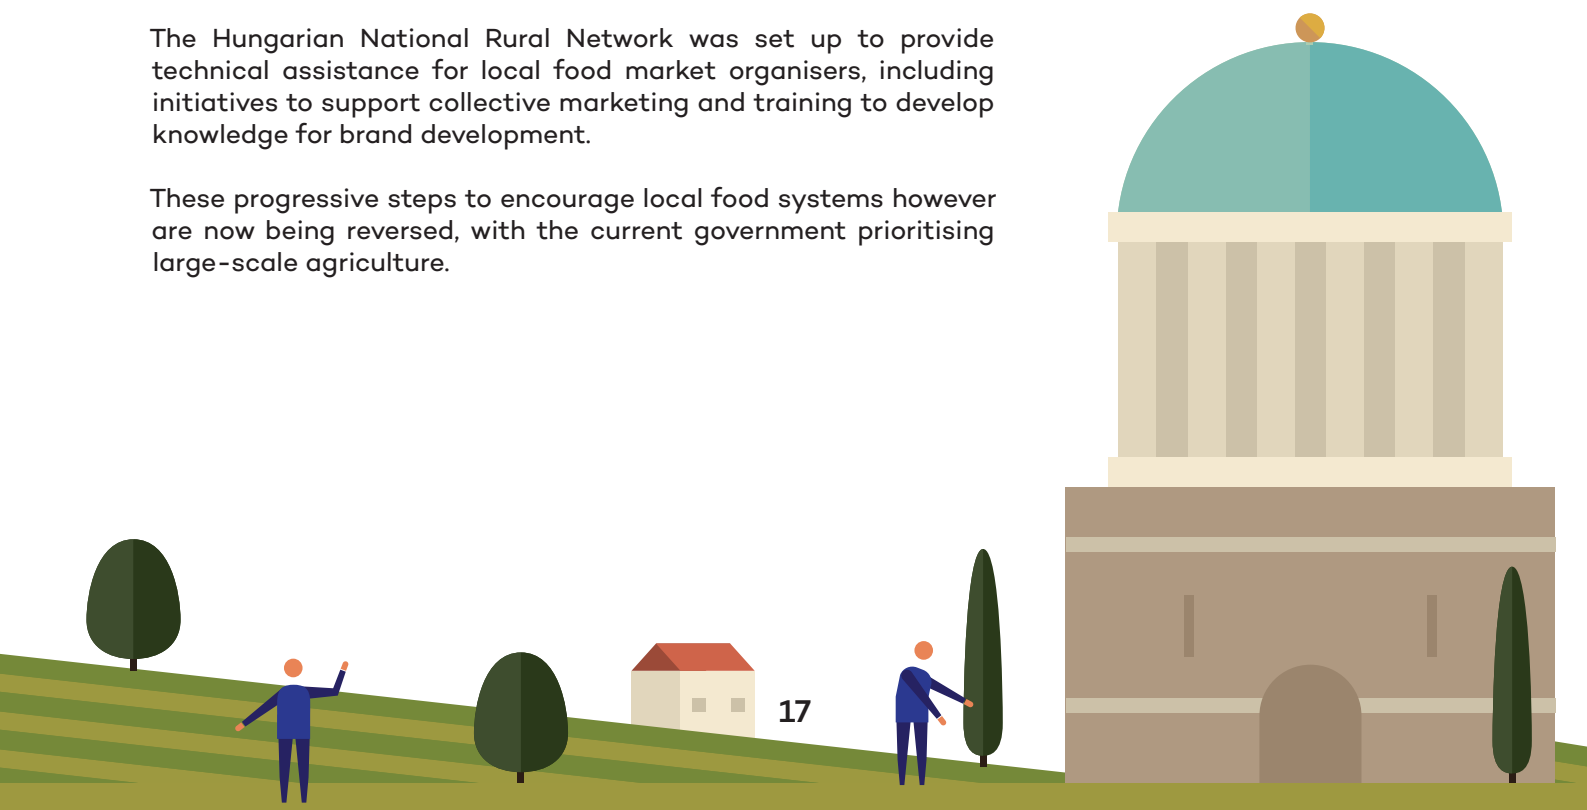 The Hungarian National Rural Network was set up to provide
technical assistance for local food market organisers, including
initiatives to support collective marketing and training to develop
knowledge for brand development.
These progressive steps to encourage local food systems however
are now being reversed, with the current government prioritising
large-scale agriculture.
17